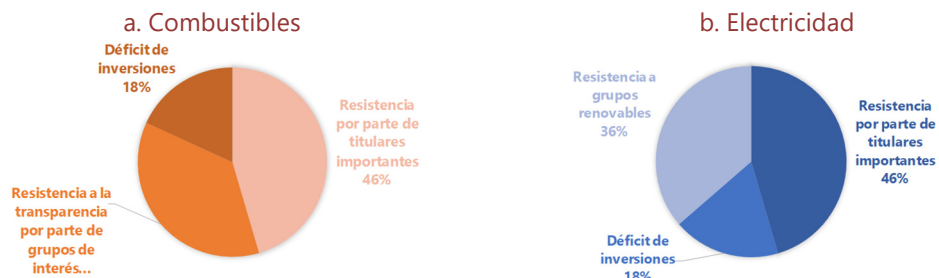 a. Combustibles
Déficit de
inversiones
18%
Resistencia
por parte de
titulares
importantes
46%
Resistencia a la
transparencia
por parte de
grupos de
interés...
b. Electricidad
Resistencia a
grupos
renovables
36%
Resistencia
por parte de
titulares
importantes
46%
Déficit de
inversiones
18%